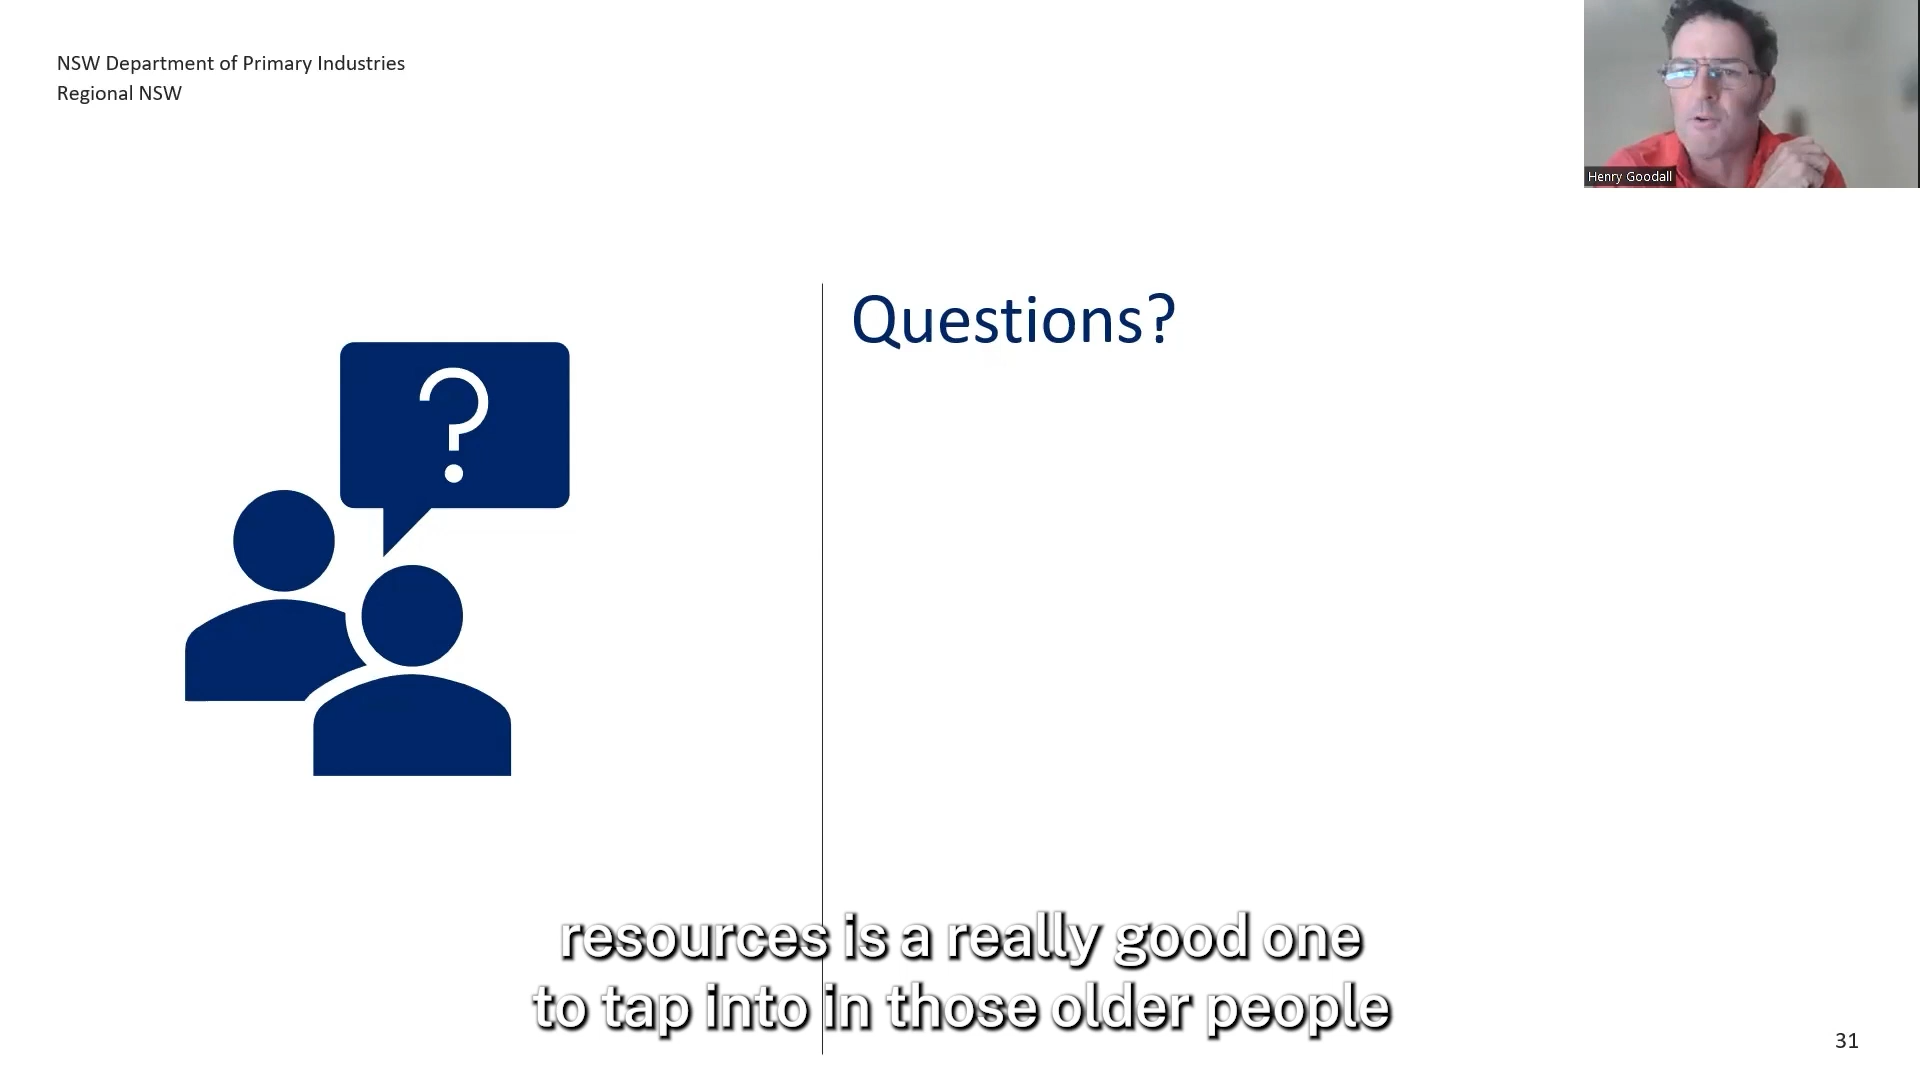 NSW Department of Primary Industries
Regional NSW
Henry Goodall
Questions?
?
resources is a really good one
to tap into in those older people
31